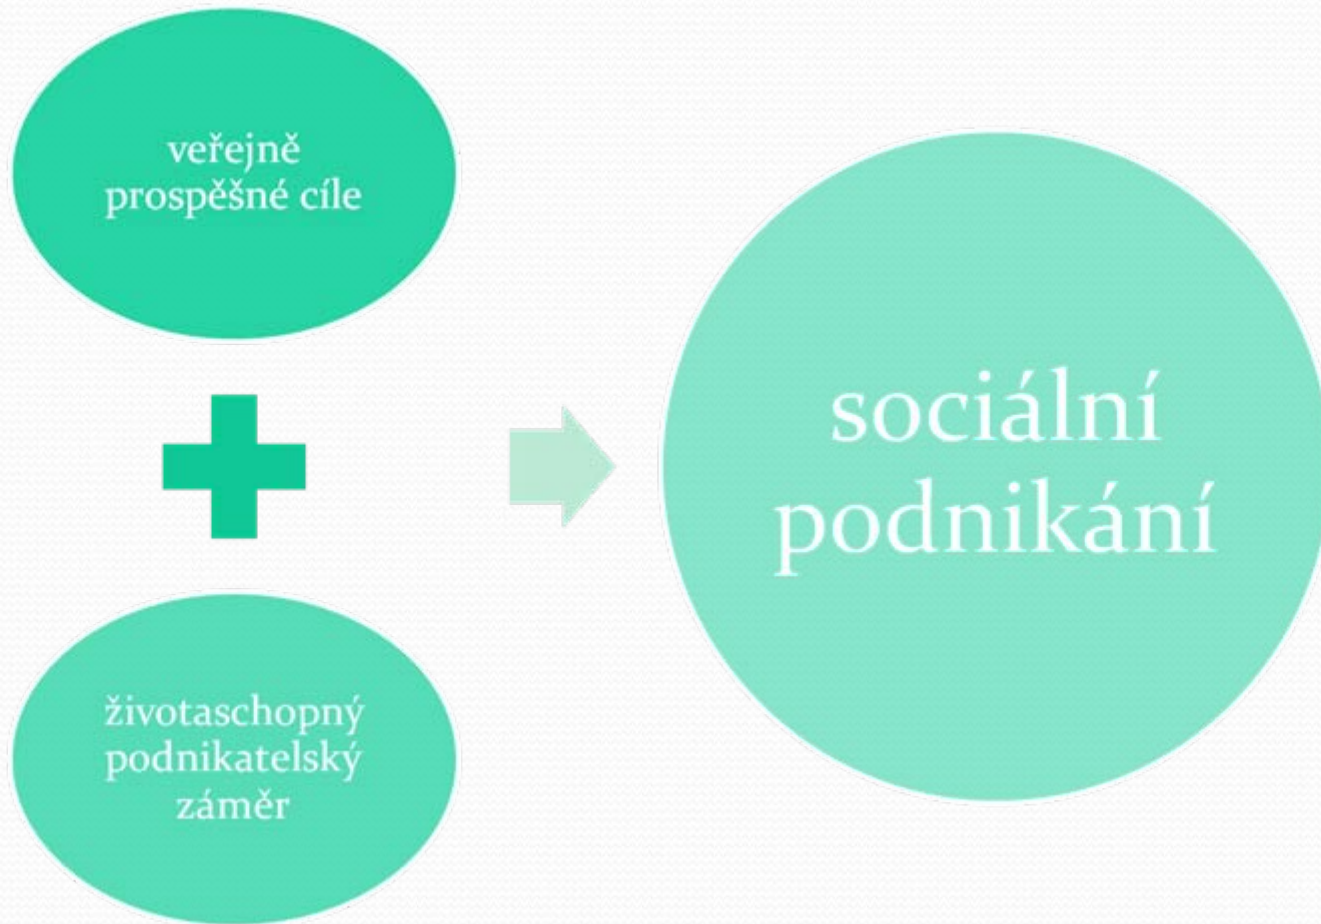 veřejně
prospěšné cíle
životaschopný
podnikatelský
záměr
sociální
podnikání